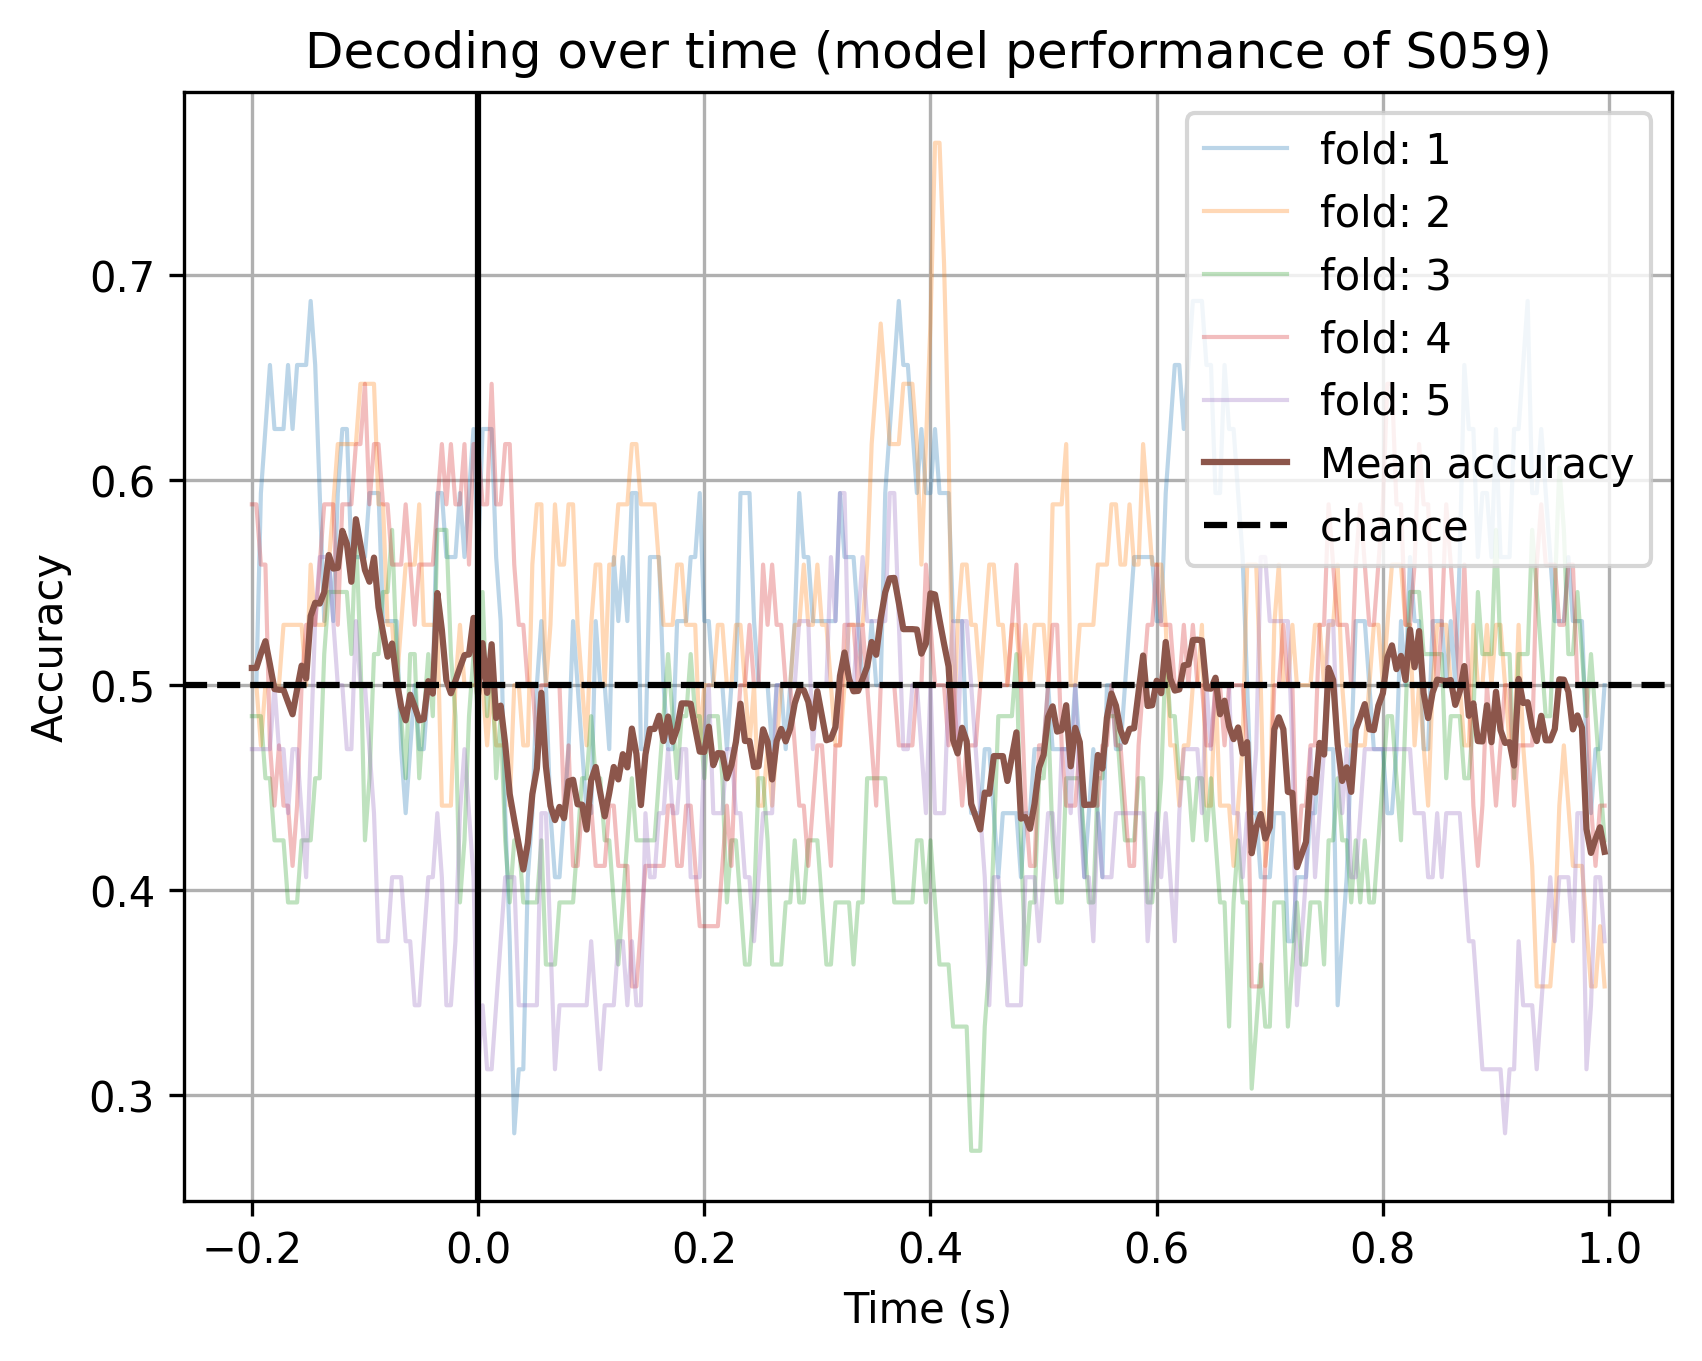 Decoding over time (model performance of S059)
fold: 1
fold: 2
fold: 3
fold: 4
fold: 5
Mean accuracy
chance
Accuracy
0.7
0.6
0.5
0.4
0.3
−0.2 0.0 0.2 0.4 0.6 0.8 1.0
Time (s)